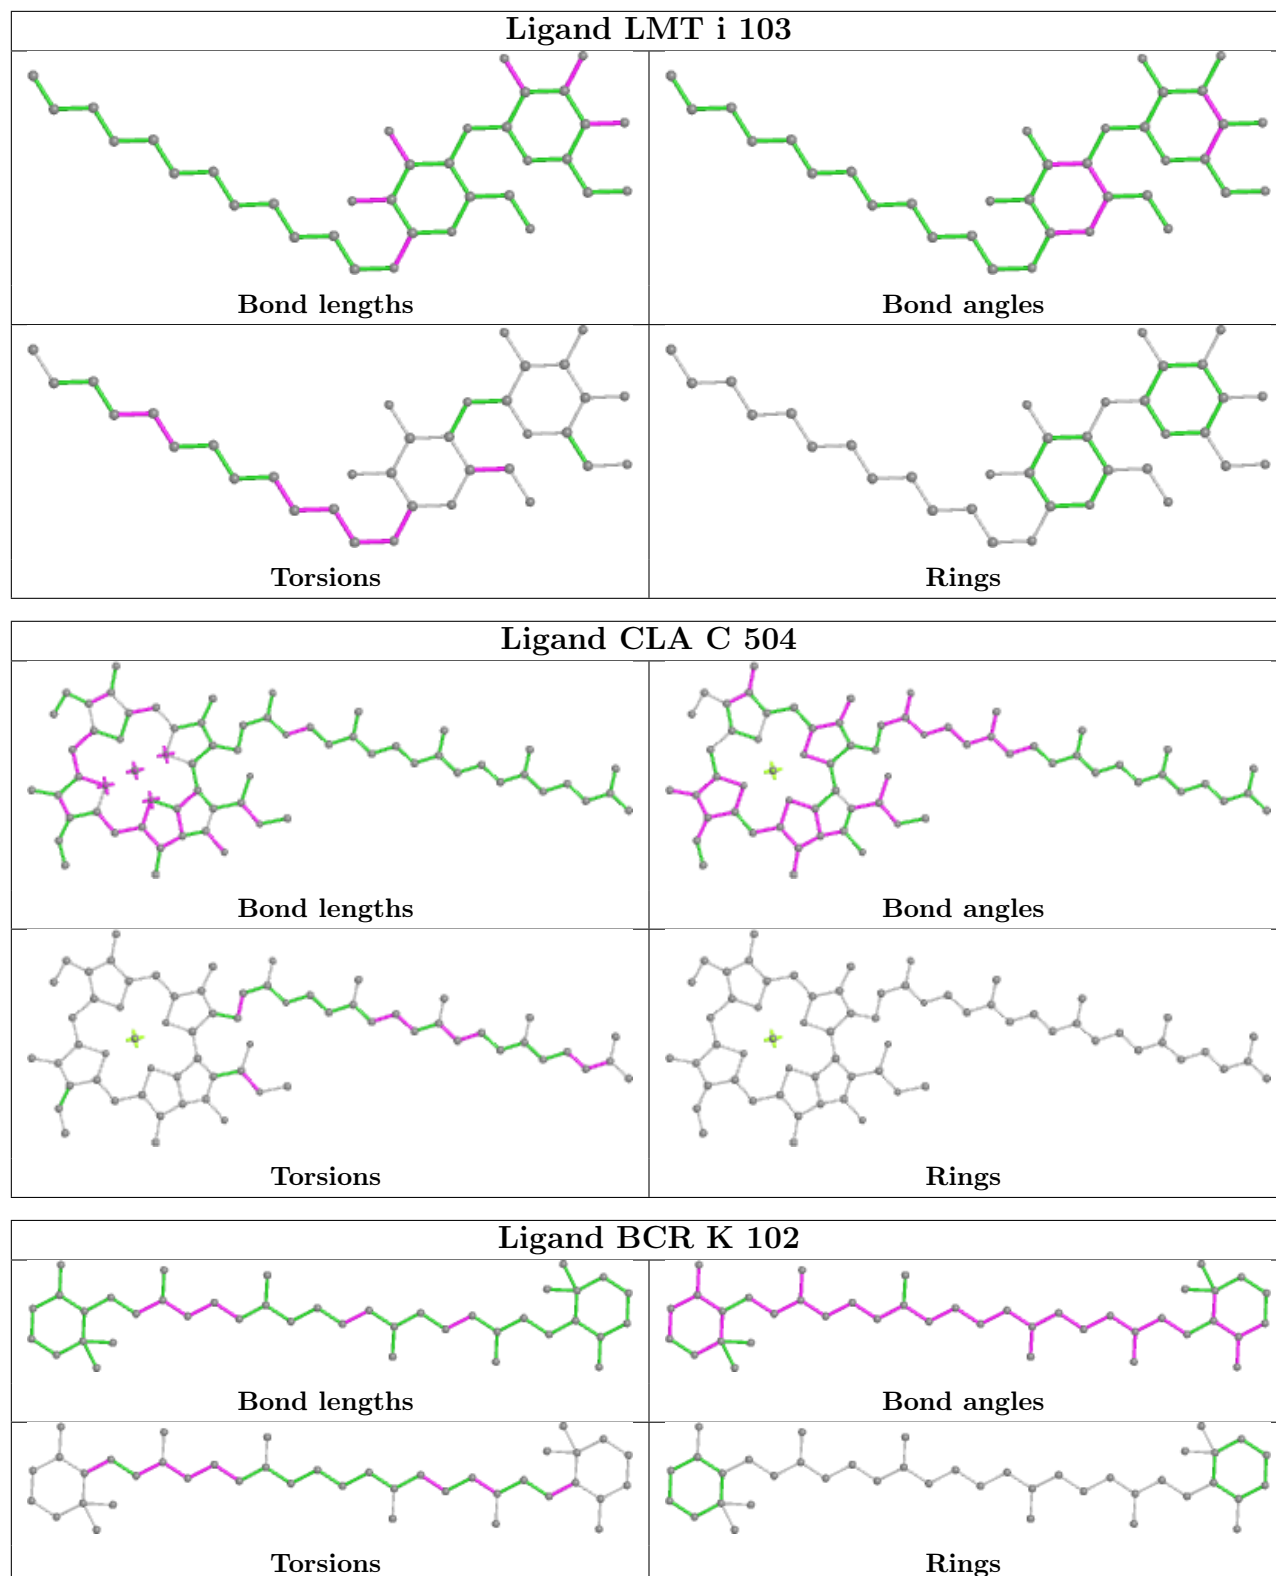 Ligand LMT i 103
Bond lengths
Bond angles
Torsions
Rings
Ligand CLA C 504
Bond lengths
Bond angles
Torsions
Rings
Ligand BCR K 102
Bond lengths
Bond angles
Torsions
Rings